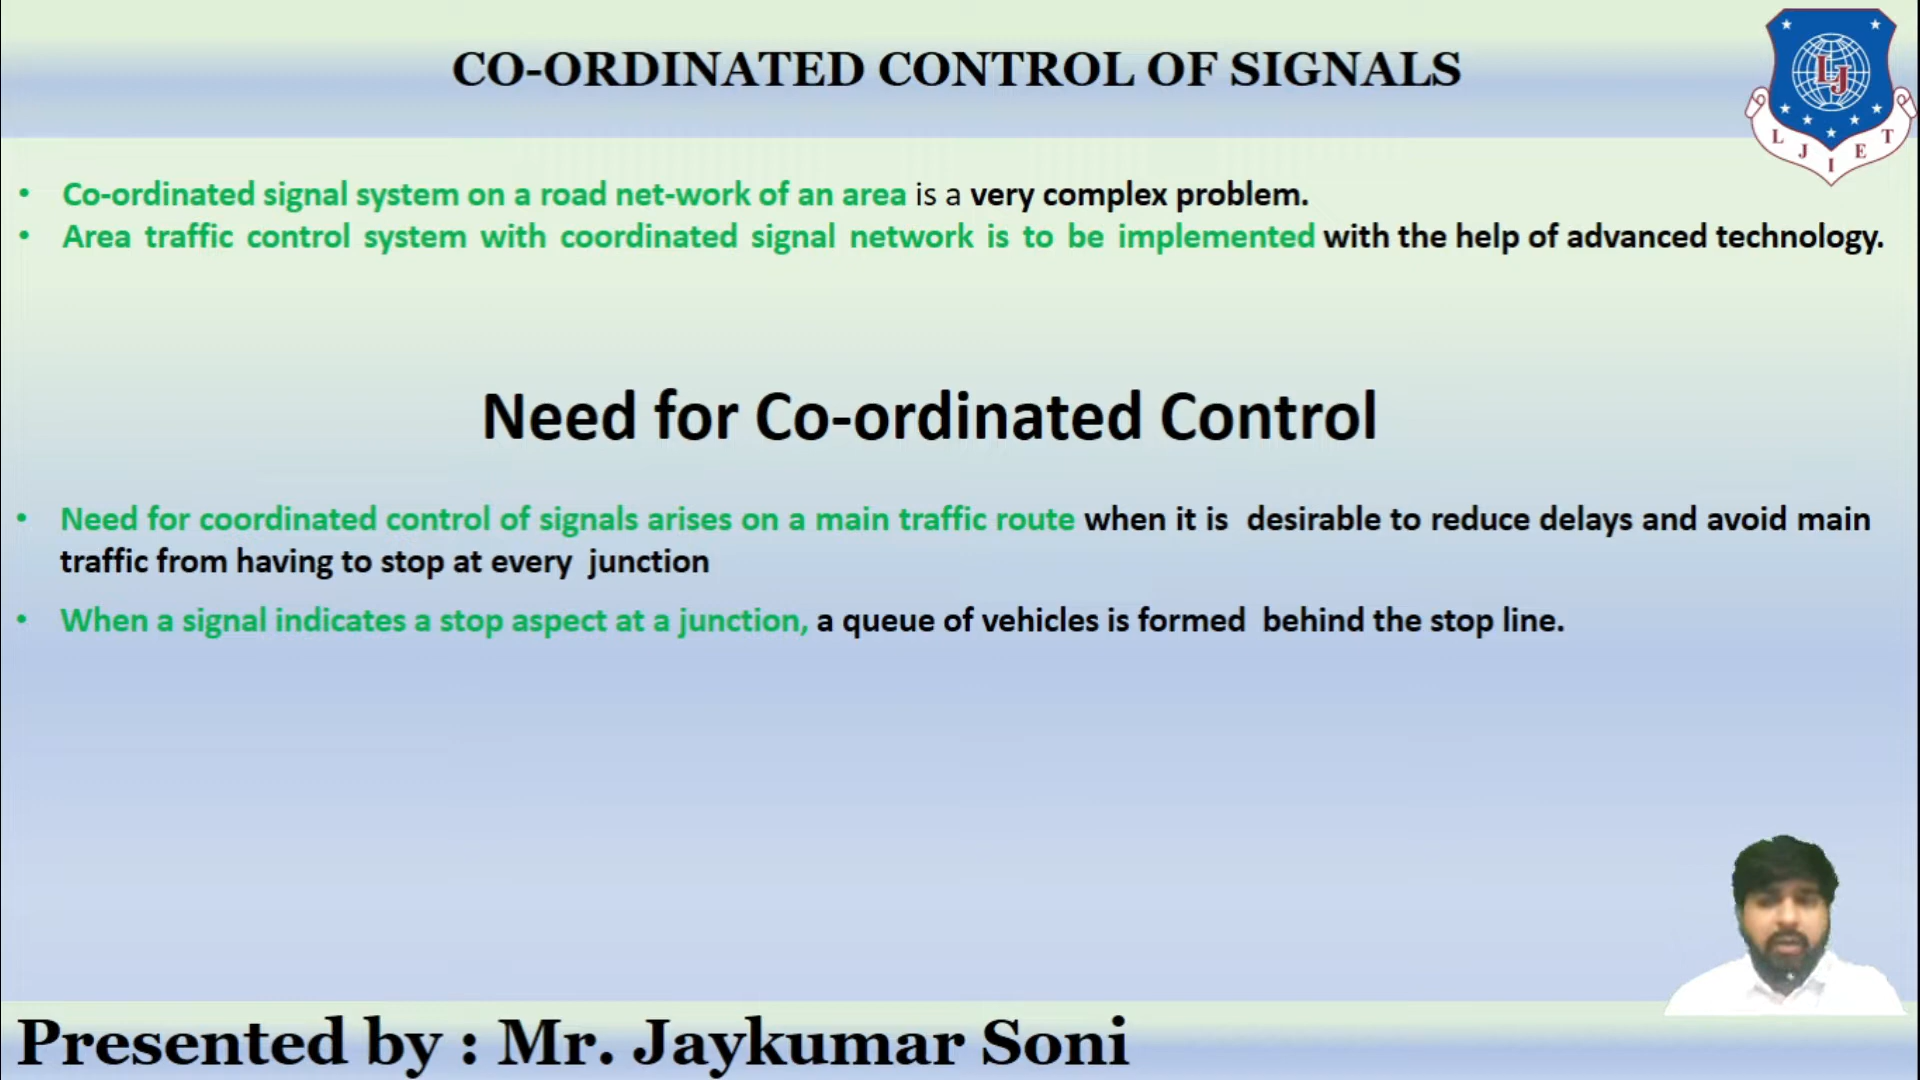 CO-ORDINATED CONTROL OF SIGNALS
LJ
L J I E T
• Co-ordinated signal system on a road net-work of an area is a very complex problem.
• Area traffic control system with coordinated signal network is to be implemented with the help of advanced technology.
Need for Co-ordinated Control
• Need for coordinated control of signals arises on a main traffic route when it is desirable to reduce delays and avoid main
traffic from having to stop at every junction
• When a signal indicates a stop aspect at a junction, a queue of vehicles is formed behind the stop line.
Presented by : Mr. Jaykumar Soni